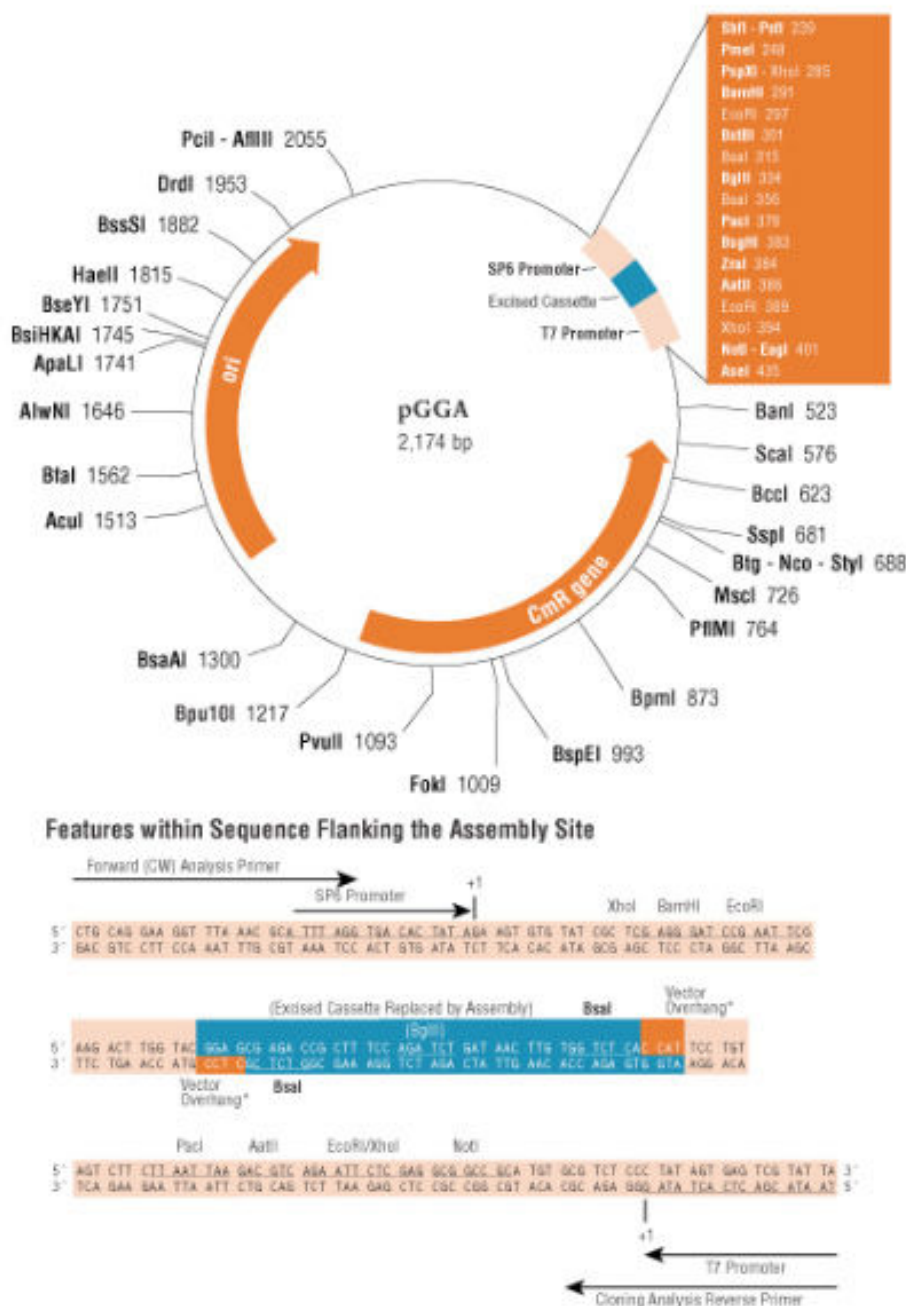 SbfI - PstI 239
PmeI 248
PspXI - XhoI 285
BamHI 291
EcoRI 297
BstBI 301
BsaI 315
BglII 334
BsaI 356
PacI 379
BsgHI 383
ZraI 384
AatII 386
EcoRI 389
XhoI 394
NotI - EagI 401
AseI 435
PciI - AflIII 2055
DrdI 1953
BssSI 1882
HaeII 1815
BseYI 1751
BsiHKAI 1745
ApaLI 1741
AlwNI 1646
BfaI 1562
AcuI 1513
BsaAI 1300
Bpu10I 1217
PvuII 1093
FokI 1009
BspEI 993
BpmI 873
PflMI 764
MscI 726
Btg - Nco - StyI 688
SspI 681
BccI 623
ScaI 576
BanI 523
SP6 Promoter
Excised Cassette
T7 Promoter
ori
pGGA
2,174 bp
CmR gene
Features within Sequence Flanking the Assembly Site
Forward (CW) Analysis Primer
SP6 Promoter
+1
XhoI BamHI EcoRI
5' CTG CAG GAA GGT TTA AAC GCA TTT AGG TGA CAC TAT AGA AGT GTG TAT CGC TCG AGG GAT CCG AAT TCG
3' GAC GTC CTT CCA AAT TTG CGT AAA TCC ACT GTG ATA TCT TCA CAC ATA GCG AGC TCC CTA GGC TTA AGC
(Excised Cassette Replaced by Assembly) BsaI Vector Overhang*
(BglII)
5' AAG ACT TGG TAC GGA GCG AGA CCG CTT TCC AGA TCT GAT AAC TTG TGG TCT CAC CAT TCC TGT
3' TTC TGA ACC ATG CCT CGC TCT GGC GAA AGG TCT AGA CTA TTG AAC ACC AGA GTG GTA AGG ACA
Vector Overhang* BsaI
PacI AatII EcoRI/XhoI NotI
5' AGT CTT CTT AAT TAA GAC GTC AGA ATT CTC GAG GCG GCC GCA TGT GCG TCT CCC TAT AGT GAG TCG TAT TA 3'
3' TCA GAA GAA TTA ATT CTG CAG TCT TAA GAG CTC CGC CGG CGT ACA CGC AGA GGG ATA TCA CTC AGC ATA AT 5'
+1
T7 Promoter
Cloning Analysis Reverse Primer